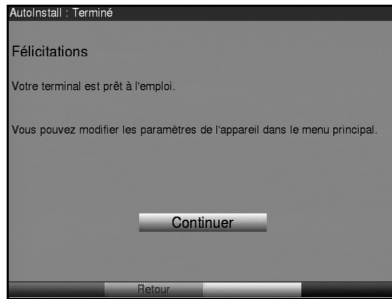 AutoInstall : Terminé
Félicitations
Votre terminal est prêt à l'emploi.
Vous pouvez modifier les paramètres de l'appareil dans le menu principal.
Continuer
Retour